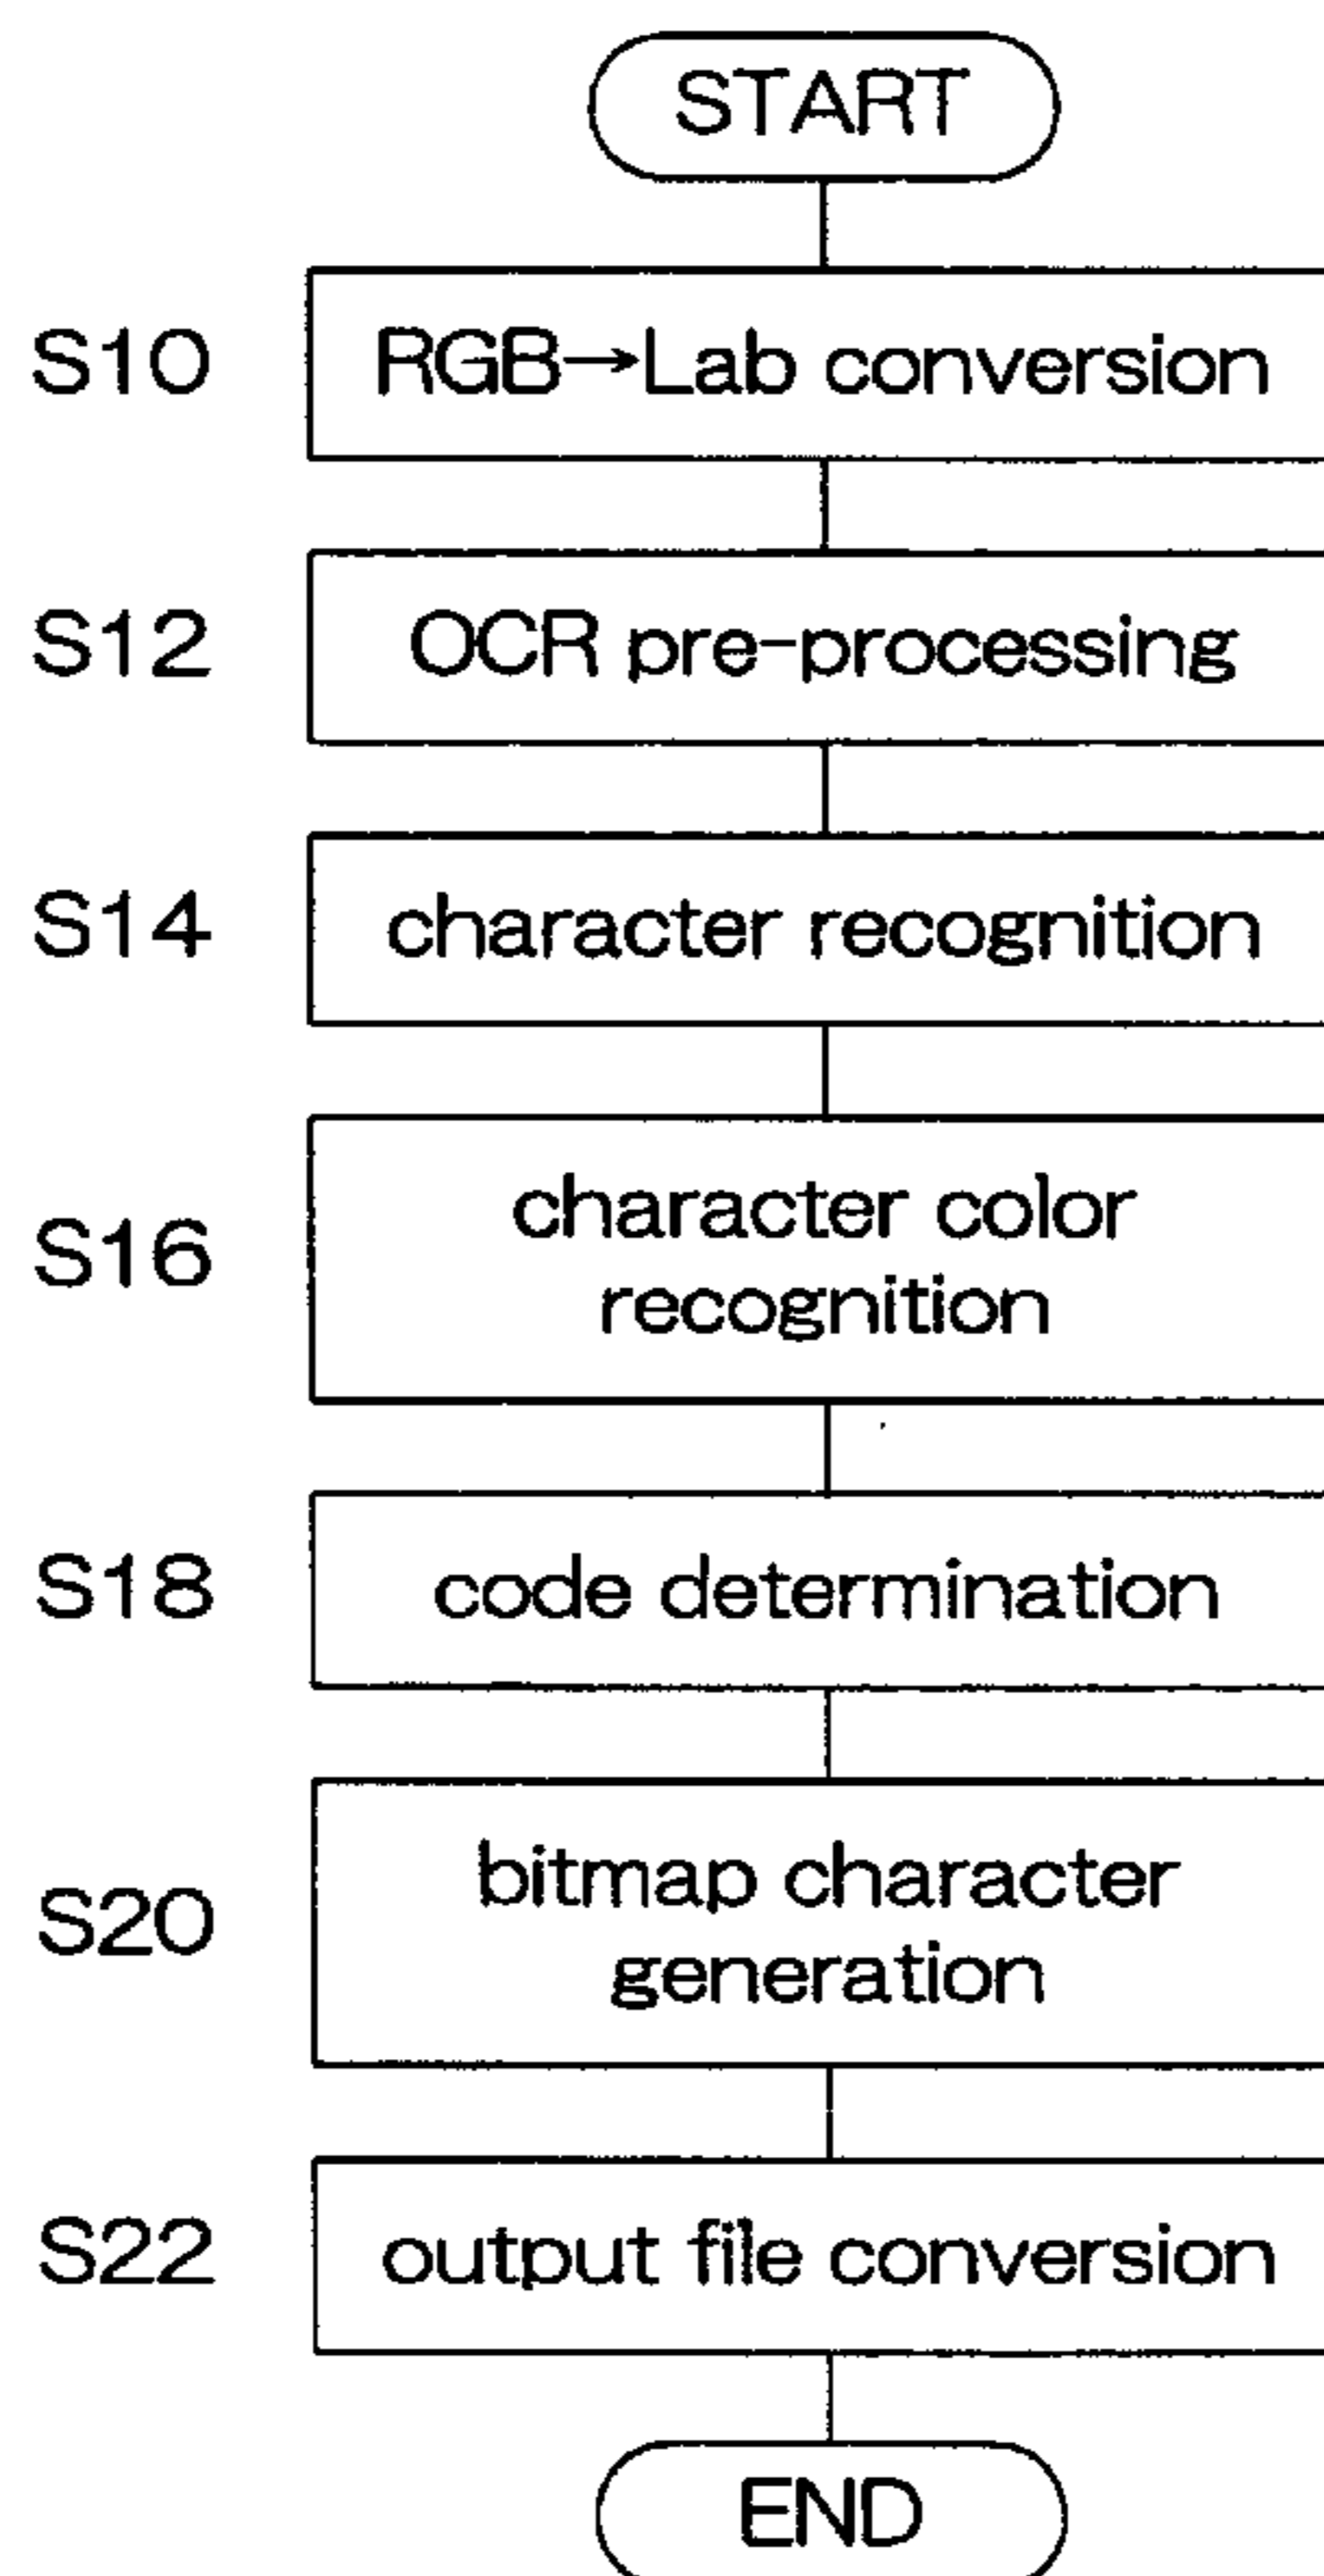 START
S10 RGB→Lab conversion
S12 OCR pre-processing
S14 character recognition
S16 character color
recognition
S18 code determination
S20 bitmap character
generation
S22 output file conversion
END